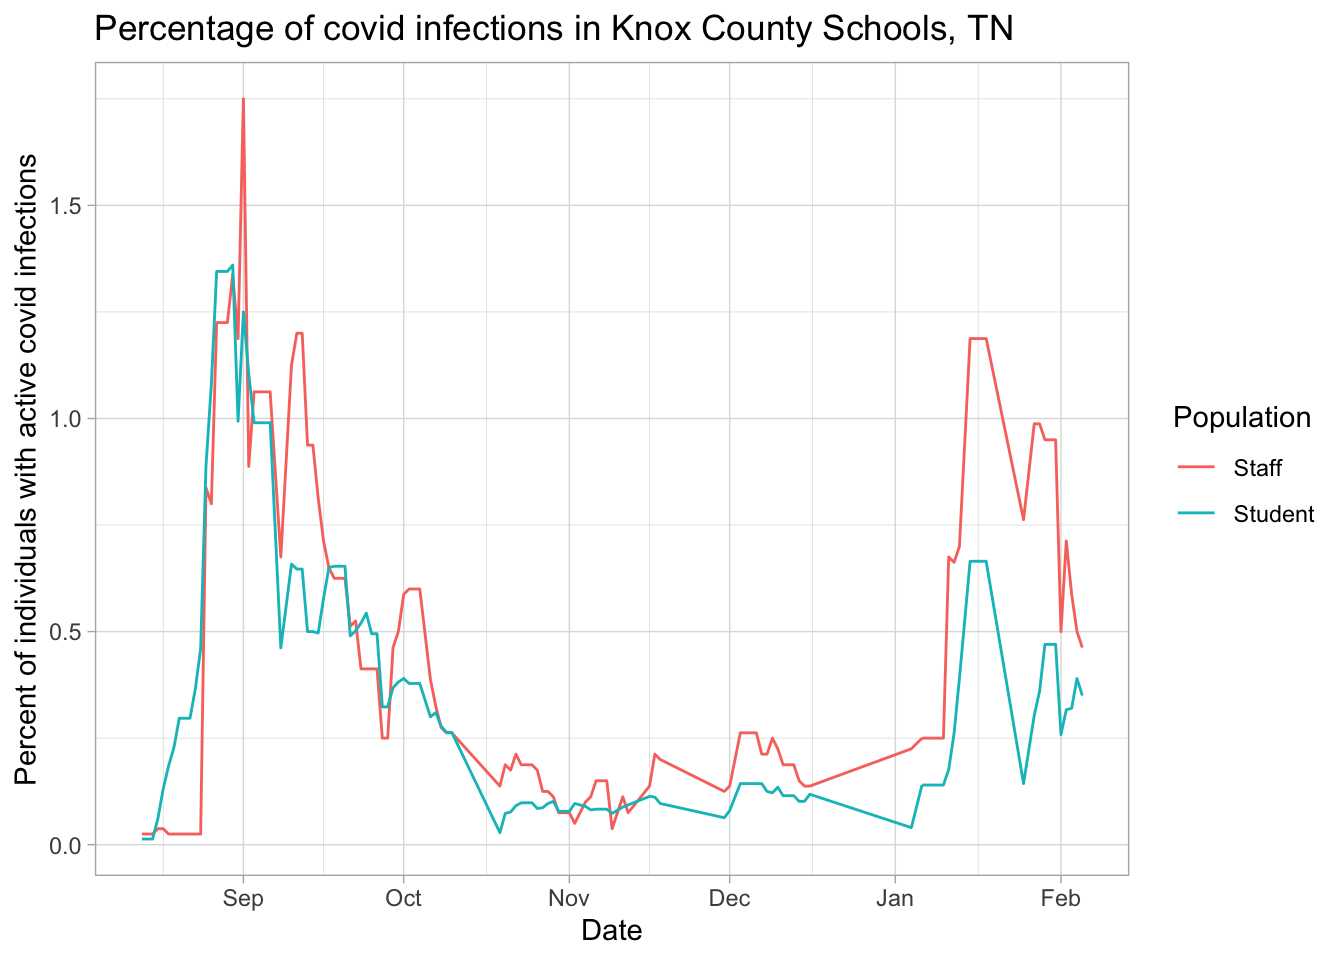 Percentage of covid infections in Knox County Schools, TN
Percent of individuals with active covid infections
1.5
1.0
0.5
0.0
Sep Oct Nov Dec Jan Feb
Date
Population
Staff
Student